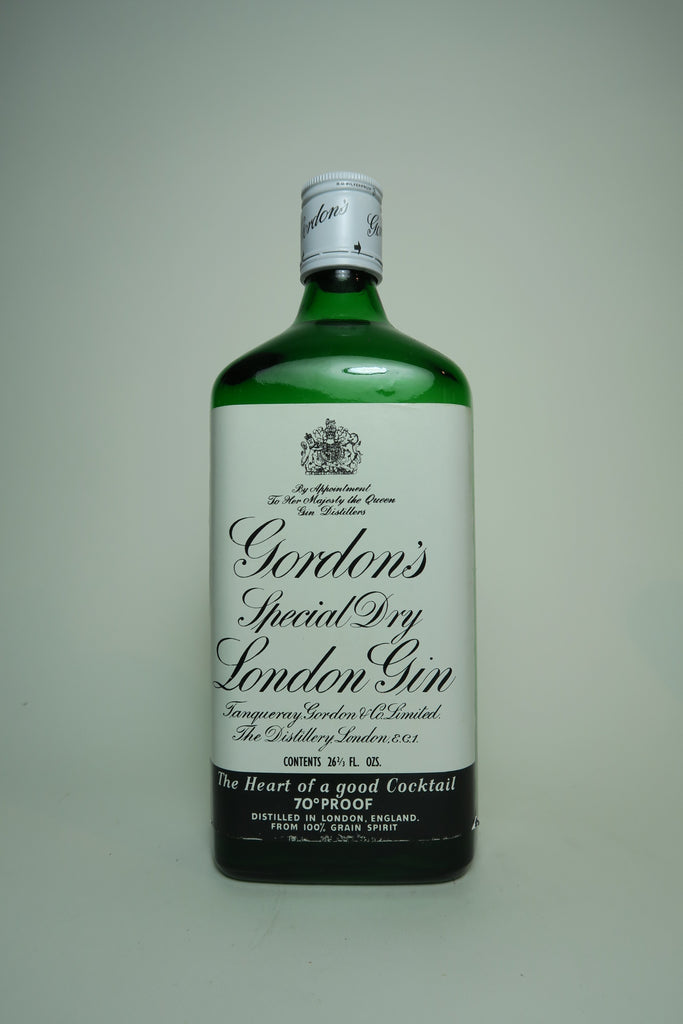 Gordon's
By Appointment
To Her Majesty the Queen
Gin Distillers
Gordon's
Special Dry
London Gin
Tanqueray, Gordon & Co. Limited.
The Distillery, London, E.C.1.
CONTENTS 26⅔ FL. OZS.
The Heart of a good Cocktail
70° PROOF
DISTILLED IN LONDON, ENGLAND.
FROM 100% GRAIN SPIRIT